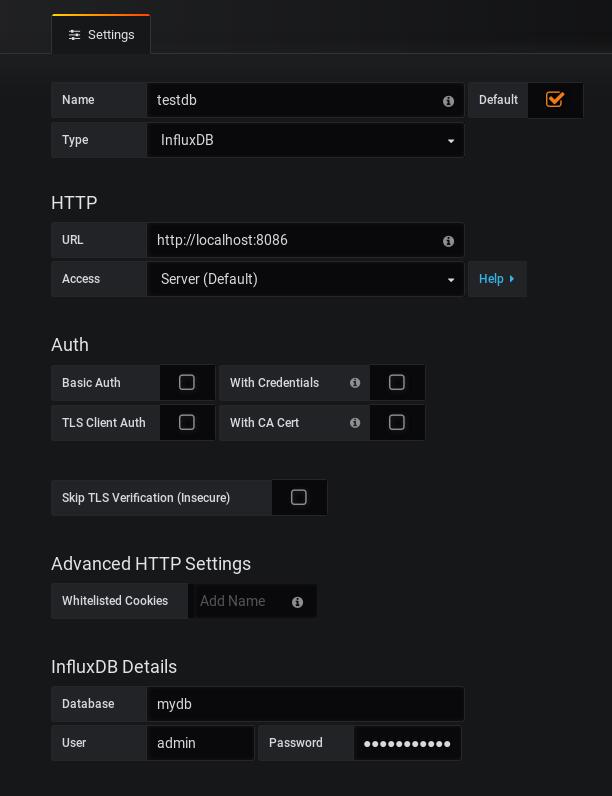 Settings
Name testdb Default
Type InfluxDB
HTTP
URL http://localhost:8086
Access Server (Default) Help
Auth
Basic Auth With Credentials
TLS Client Auth With CA Cert
Skip TLS Verification (Insecure)
Advanced HTTP Settings
Whitelisted Cookies Add Name
InfluxDB Details
Database mydb
User admin Password •••••••••••